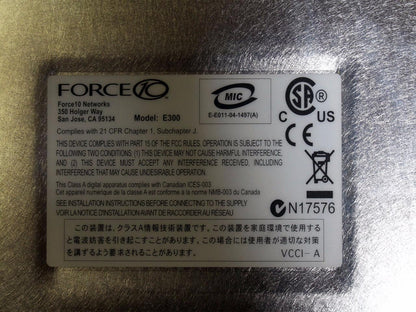 FORCE10
Force10 Networks
350 Holger Way
San Jose, CA 95134
Model: E300
MIC
E-E011-04-1497(A)
SA
C US
CE
Complies with 21 CFR Chapter 1, Subchapter J.
THIS DEVICE COMPLIES WITH PART 15 OF THE FCC RULES. OPERATION IS SUBJECT TO
THE FOLLOWING TWO CONDITIONS: (1) THIS DEVICE MAY NOT CAUSE HARMFUL INTERFERENCE,
AND (2) THIS DEVICE MUST ACCEPT ANY INTERFERENCE RECEIVED, INCLUDING
INTERFERENCE THAT MAY CAUSE UNDESIRABLE OPERATION.
This Class A digital apparatus complies with Canadian ICES-003
Cet apareil numerique de la classe A est conforme à la norme NMB-003 du Canada
SEE INSTALLATION INSTRUCTIONS BEFORE CONNECTING TO THE SUPPLY
VOIR LA NOTICE D'INSTALLATION AVANT DE RACCORDER AU RÉSEAU
N17576
この装置は、クラスA情報技術装置です。この装置を家庭環境で使用する
と電波妨害を引き起こすことがあります。この場合には使用者が適切な対策
を講ずるよう要求されることがあります。
VCCI-A